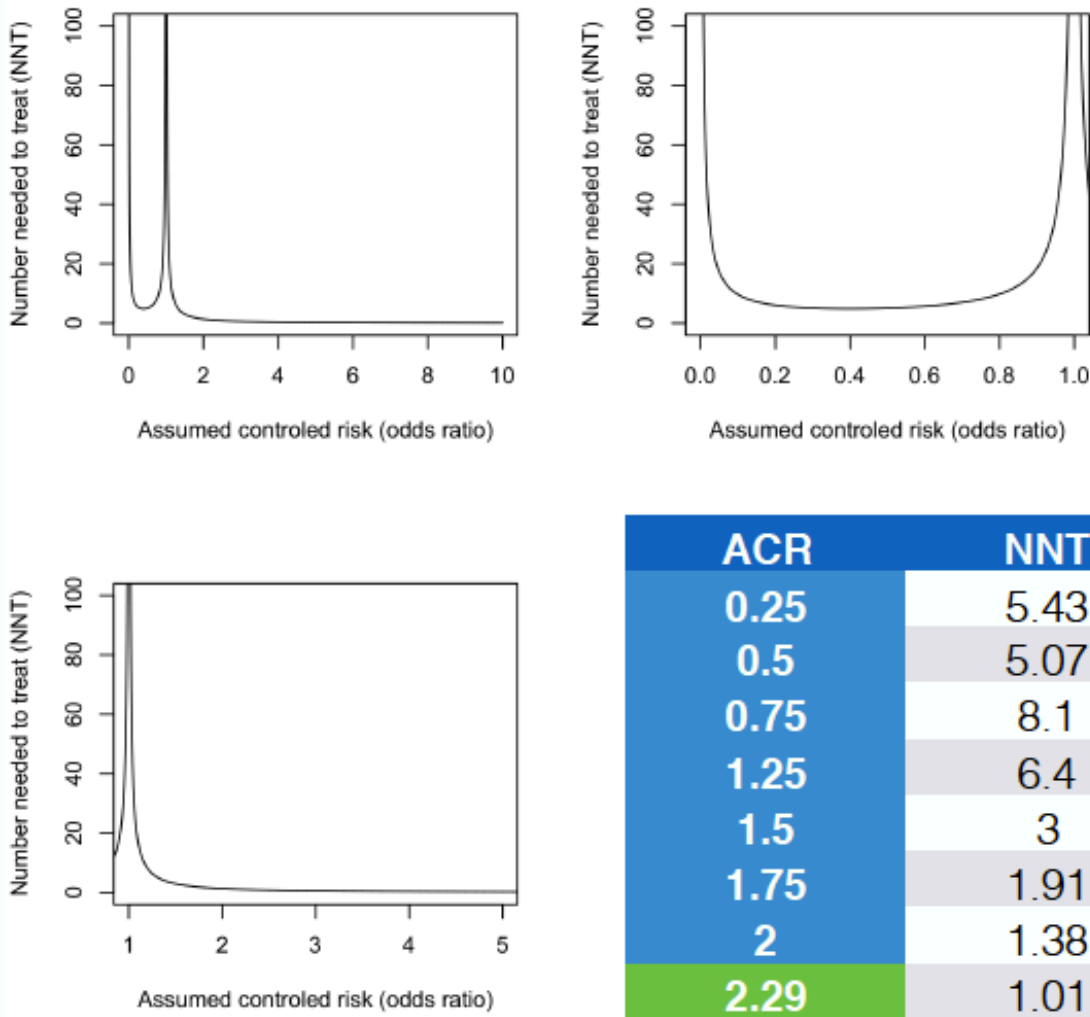 Number needed to treat (NNT)
100
80
60
40
20
0
0 2 4 6 8 10
Assumed controled risk (odds ratio)
Number needed to treat (NNT)
100
80
60
40
20
0
0.0 0.2 0.4 0.6 0.8 1.0
Assumed controled risk (odds ratio)
Number needed to treat (NNT)
100
80
60
40
20
0
1 2 3 4 5
Assumed controled risk (odds ratio)
ACR NNT
0.25 5.43
0.5 5.07
0.75 8.1
1.25 6.4
1.5 3
1.75 1.91
2 1.38
2.29 1.01